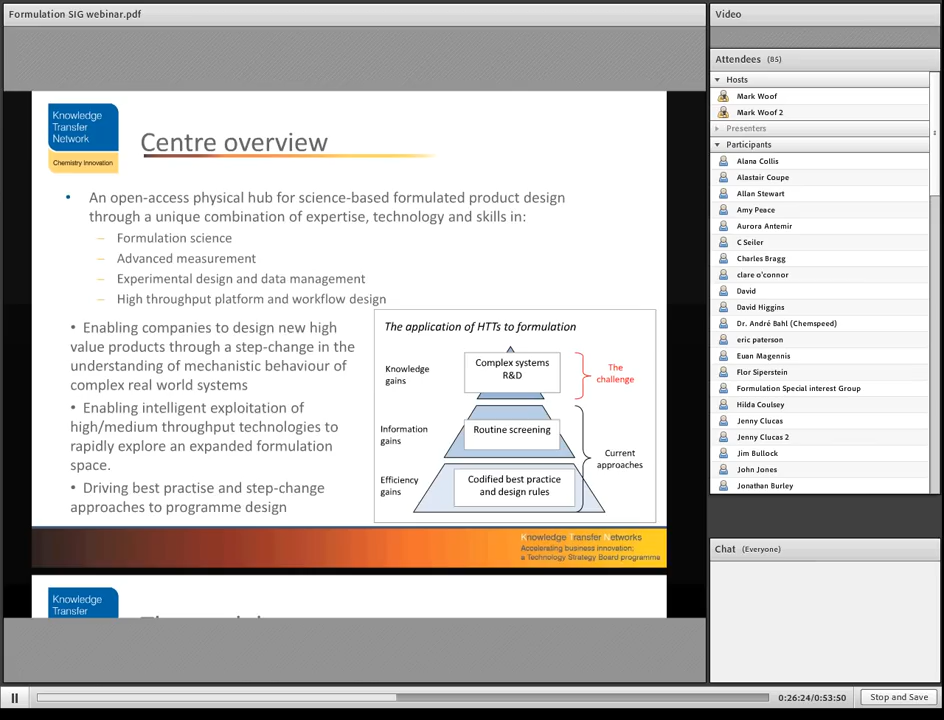 Formulation SIG webinar.pdf
Knowledge
Transfer
Network
Chemistry Innovation
Centre overview
• An open-access physical hub for science-based formulated product design
through a unique combination of expertise, technology and skills in:
– Formulation science
– Advanced measurement
– Experimental design and data management
– High throughput platform and workflow design
• Enabling companies to design new high
value products through a step-change in the
understanding of mechanistic behaviour of
complex real world systems
• Enabling intelligent exploitation of
high/medium throughput technologies to
rapidly explore an expanded formulation
space.
• Driving best practise and step-change
approaches to programme design
The application of HTTs to formulation
Knowledge
gains
Complex systems
R&D
The
challenge
Information
gains
Routine screening
Current
approaches
Efficiency
gains
Codified best practice
and design rules
Knowledge Transfer Networks
Accelerating business innovation;
a Technology Strategy Board programme
Knowledge
Transfer
Video
Attendees (85)
Hosts
Mark Woof
Mark Woof 2
Presenters
Participants
Alana Collis
Alastair Coupe
Allan Stewart
Amy Peace
Aurora Antemir
C Seiler
Charles Bragg
clare o'connor
David
David Higgins
Dr. André Bahl (Chemspeed)
eric paterson
Euan Magennis
Flor Siperstein
Formulation Special interest Group
Hilda Coulsey
Jenny Clucas
Jenny Clucas 2
Jim Bullock
John Jones
Jonathan Burley
Chat (Everyone)
0:26:24/0:53:50
Stop and Save